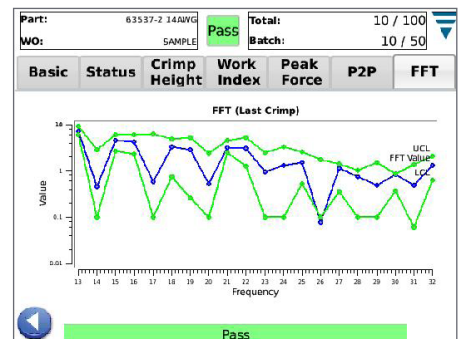 Part: 63537-2 14AWG
WO: SAMPLE
Pass
Total: 10 / 100
Batch: 10 / 50
Basic
Status
Crimp Height
Work Index
Peak Force
P2P
FFT
FFT (Last Crimp)
UCL
FFT Value
LCL
Value
10
1
0.1
0.01
13 14 15 16 17 18 19 20 21 22 23 24 25 26 27 28 29 30 31 32
Frequency
Pass